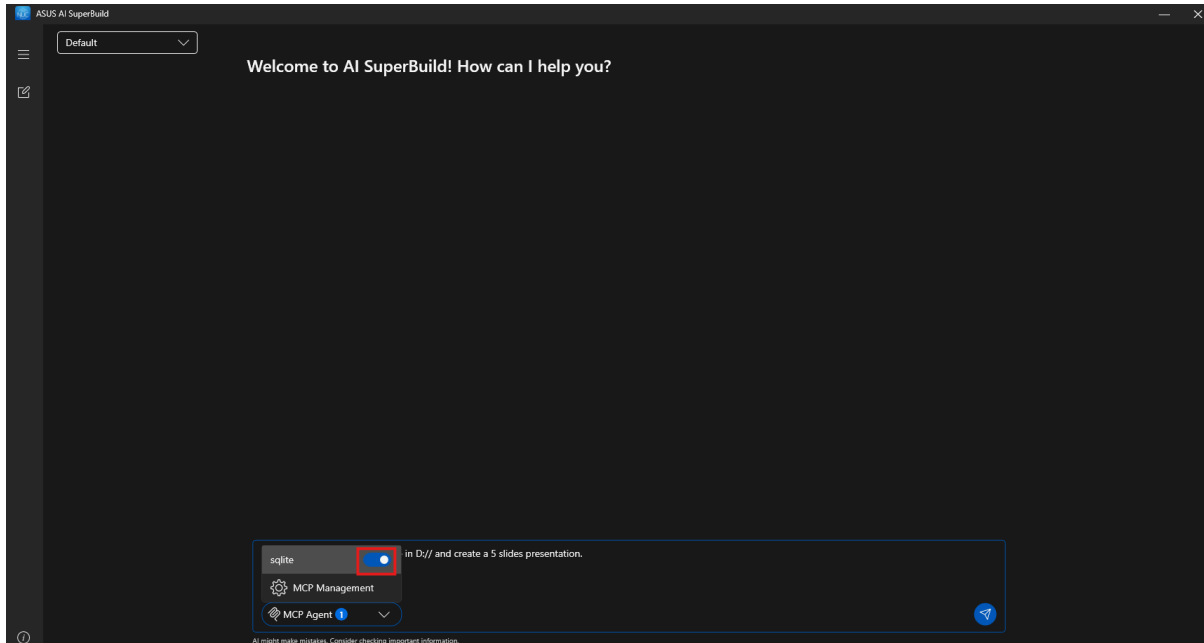 ASUS AI SuperBuild
Default
Welcome to AI SuperBuild! How can I help you?
in D:// and create a 5 slides presentation.
sqlite
MCP Management
MCP Agent 1
AI might make mistakes. Consider checking important information.